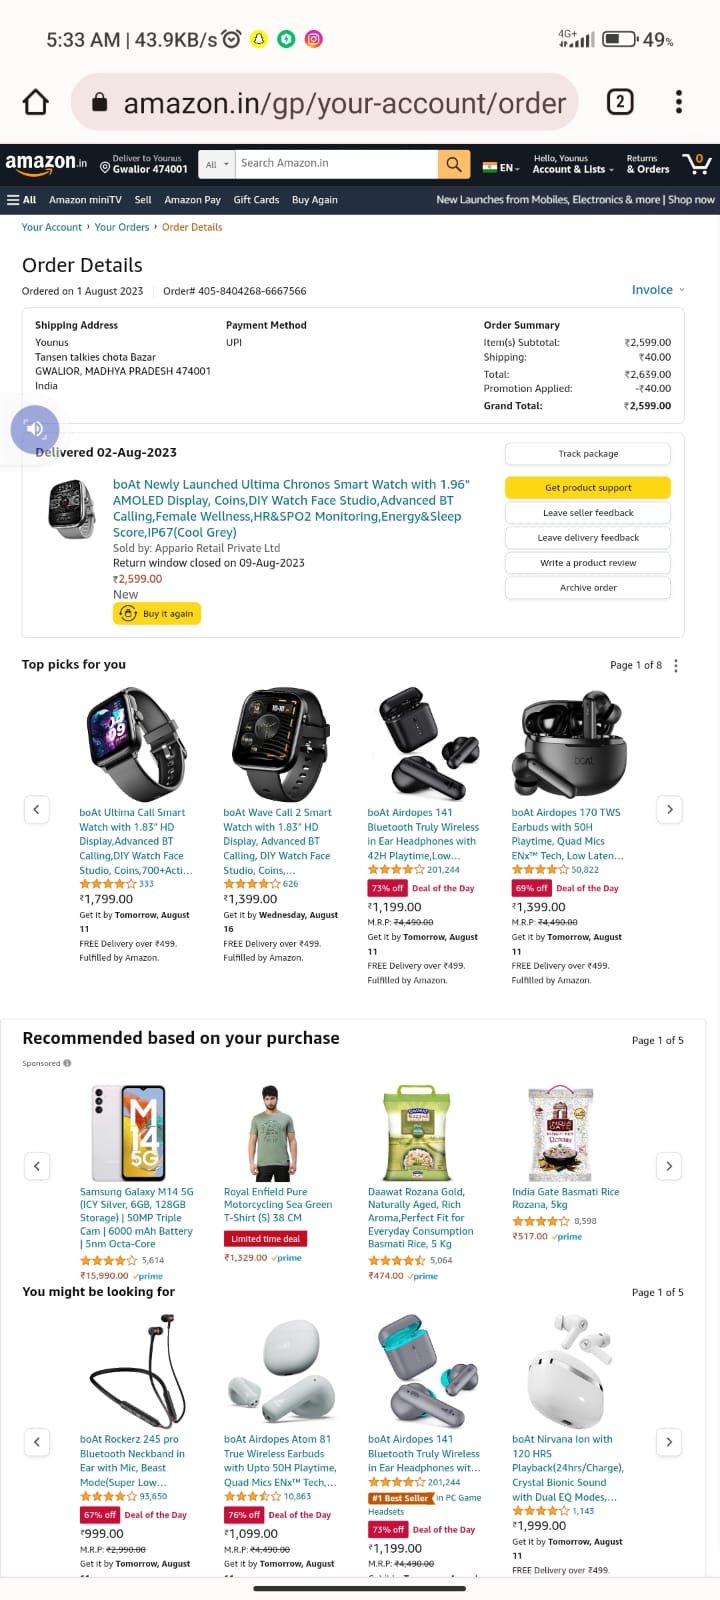 5:33 AM | 43.9KB/s
4G+
49%
amazon.in/gp/your-account/order
2
amazon.in
Deliver to Younus
Gwalior 474001
All
Search Amazon.in
EN
Hello, Younus
Account & Lists
Returns
& Orders
0
All Amazon miniTV Sell Amazon Pay Gift Cards Buy Again
New Launches from Mobiles, Electronics & more | Shop now
Your Account › Your Orders › Order Details
Order Details
Ordered on 1 August 2023 Order# 405-8404268-6667566
Invoice
Shipping Address
Younus
Tansen talkies chota Bazar
GWALIOR, MADHYA PRADESH 474001
India
Payment Method
UPI
Order Summary
Item(s) Subtotal: ₹2,599.00
Shipping: ₹40.00
Total: ₹2,639.00
Promotion Applied: -₹40.00
Grand Total: ₹2,599.00
Delivered 02-Aug-2023
boAt Newly Launched Ultima Chronos Smart Watch with 1.96"
AMOLED Display, Coins,DIY Watch Face Studio,Advanced BT
Calling,Female Wellness,HR&SPO2 Monitoring,Energy&Sleep
Score,IP67(Cool Grey)
Sold by: Appario Retail Private Ltd
Return window closed on 09-Aug-2023
₹2,599.00
New
Buy it again
Track package
Get product support
Leave seller feedback
Leave delivery feedback
Write a product review
Archive order
Top picks for you
Page 1 of 8
boAt Ultima Call Smart
Watch with 1.83" HD
Display,Advanced BT
Calling,DIY Watch Face
Studio, Coins,700+Acti...
333
₹1,799.00
Get it by Tomorrow, August
11
FREE Delivery over ₹499.
Fulfilled by Amazon.
boAt Wave Call 2 Smart
Watch with 1.83" HD
Display, Advanced BT
Calling, DIY Watch Face
Studio, Coins,...
626
₹1,399.00
Get it by Wednesday, August
16
FREE Delivery over ₹499.
Fulfilled by Amazon.
boAt Airdopes 141
Bluetooth Truly Wireless
in Ear Headphones with
42H Playtime,Low...
201,244
73% off Deal of the Day
₹1,199.00
M.R.P: ₹4,490.00
Get it by Tomorrow, August
11
FREE Delivery over ₹499.
Fulfilled by Amazon.
boAt
boAt Airdopes 170 TWS
Earbuds with 50H
Playtime, Quad Mics
ENx™ Tech, Low Laten...
50,822
69% off Deal of the Day
₹1,399.00
M.R.P: ₹4,490.00
Get it by Tomorrow, August
11
FREE Delivery over ₹499.
Fulfilled by Amazon.
Recommended based on your purchase
Page 1 of 5
Sponsored
M
14
5G
Samsung Galaxy M14 5G
(ICY Silver, 6GB, 128GB
Storage) | 50MP Triple
Cam | 6000 mAh Battery
| 5nm Octa-Core
5,614
₹15,990.00 prime
Royal Enfield Pure
Motorcycling Sea Green
T-Shirt (S) 38 CM
Limited time deal
₹1,329.00 prime
Daawat Rozana Gold,
Naturally Aged, Rich
Aroma,Perfect Fit for
Everyday Consumption
Basmati Rice, 5 Kg
5,064
₹474.00 prime
INDIA
GATE
India Gate Basmati Rice
Rozana, 5kg
8,598
₹517.00 prime
You might be looking for
Page 1 of 5
boAt Rockerz 245 pro
Bluetooth Neckband in
Ear with Mic, Beast
Mode(Super Low...
93,650
67% off Deal of the Day
₹999.00
M.R.P: ₹2,990.00
Get it by Tomorrow, August
boAt Airdopes Atom 81
True Wireless Earbuds
with Upto 50H Playtime,
Quad Mics ENx™ Tech,...
10,863
76% off Deal of the Day
₹1,099.00
M.R.P: ₹4,490.00
Get it by Tomorrow, August
boAt Airdopes 141
Bluetooth Truly Wireless
in Ear Headphones wit...
201,244
#1 Best Seller in PC Game
Headsets
73% off Deal of the Day
₹1,199.00
M.R.P: ₹4,490.00
boAt Nirvana Ion with
120 HRS
Playback(24hrs/Charge),
Crystal Bionic Sound
with Dual EQ Modes,...
1,143
₹1,999.00
Get it by Tomorrow, August
11
FREE Delivery over ₹499.